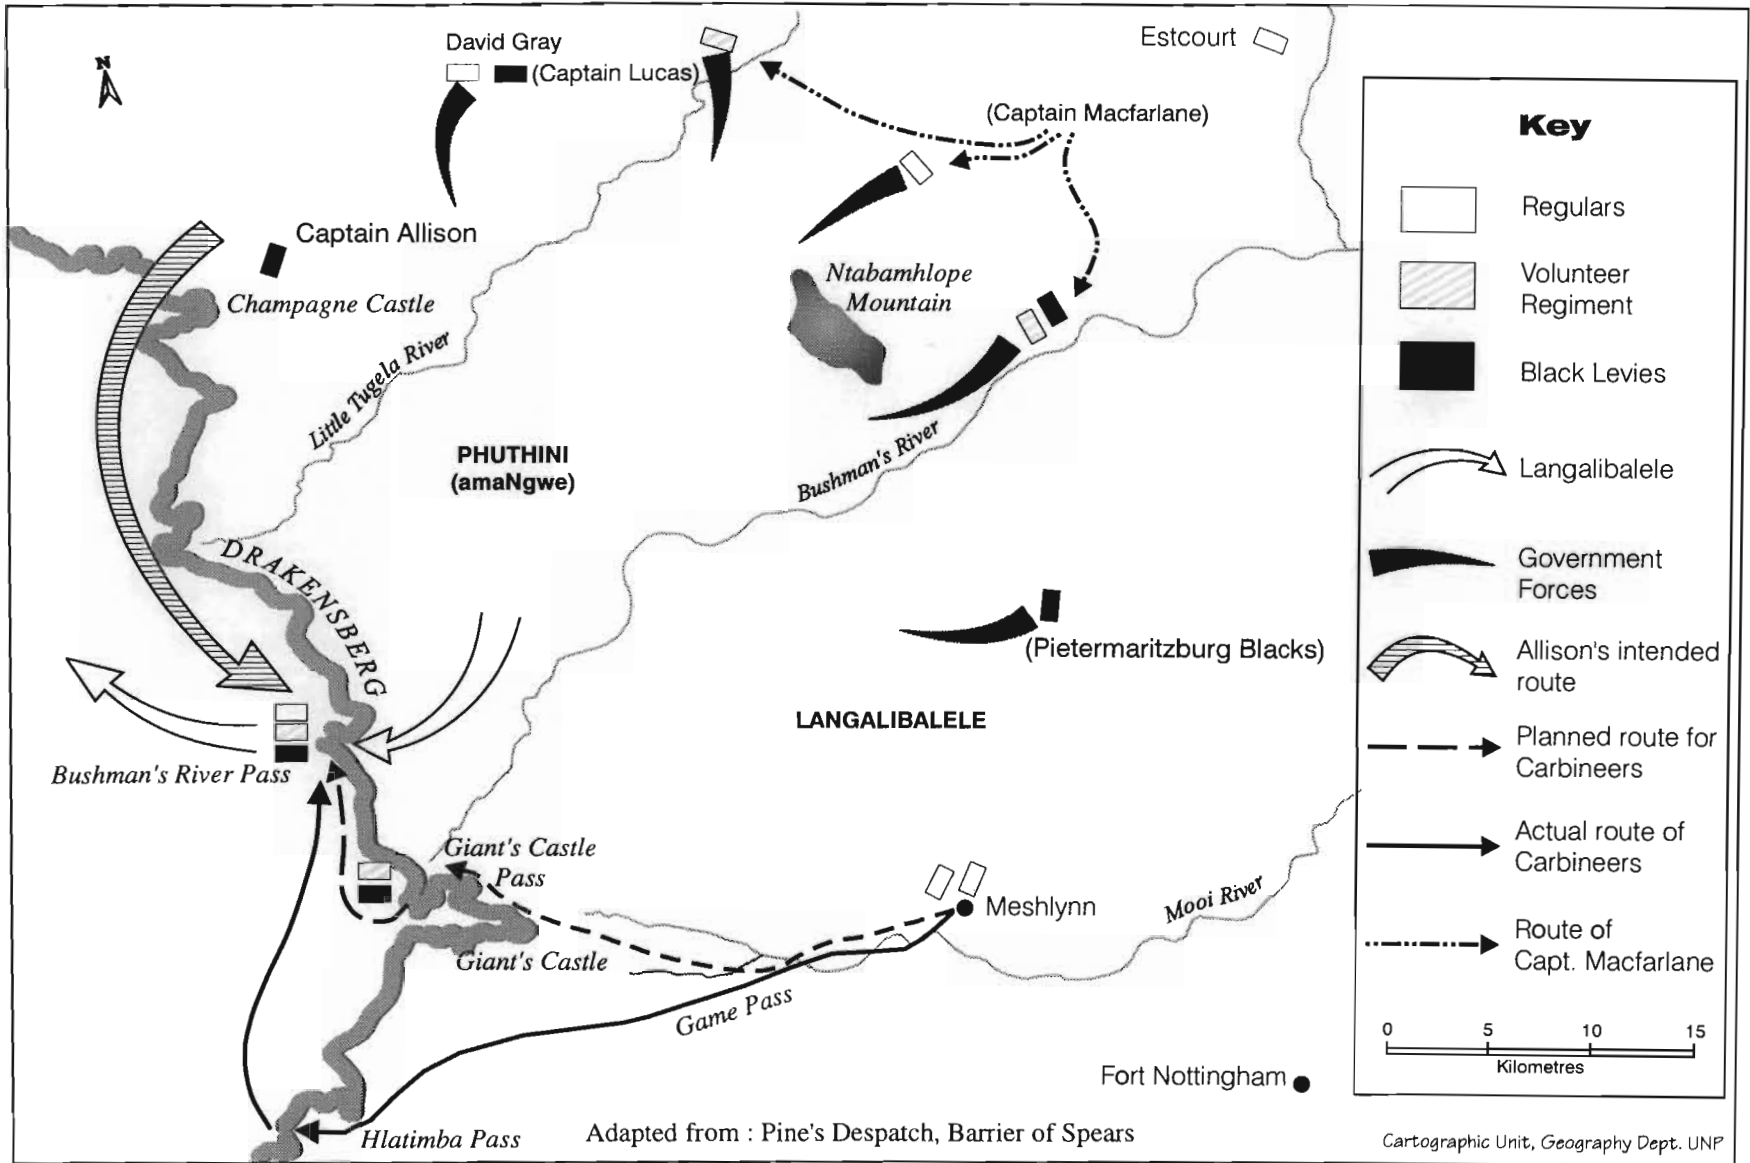 N
David Gray
(Captain Lucas)
Estcourt
(Captain Macfarlane)
Captain Allison
Champagne Castle
Ntabamhlope
Mountain
Little Tugela River
PHUTHINI
(amaNgwe)
Bushman's River
DRAKENSBERG
(Pietermaritzburg Blacks)
LANGALIBALELE
Bushman's River Pass
Giant's Castle
Pass
Meshlynn
Mooi River
Giant's Castle
Game Pass
Fort Nottingham
Hlatimba Pass
Adapted from : Pine's Despatch, Barrier of Spears
Key
Regulars
Volunteer
Regiment
Black Levies
Langalibalele
Government
Forces
Allison's intended
route
Planned route for
Carbineers
Actual route of
Carbineers
Route of
Capt. Macfarlane
0 5 10 15
Kilometres
Cartographic Unit, Geography Dept. UNP